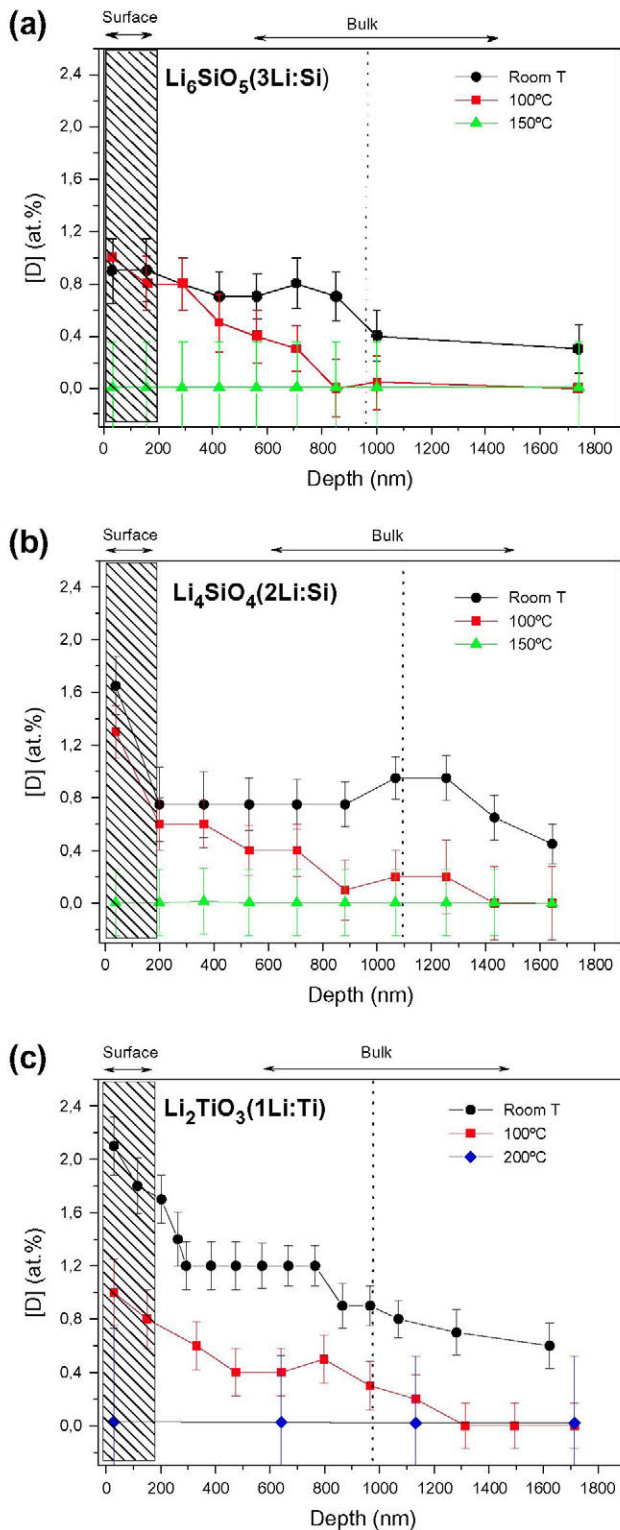 (a)
Surface
Bulk
Li6SiO5(3Li:Si)
Room T
100ºC
150ºC
[D] (at.%)
2,4
2,0
1,6
1,2
0,8
0,4
0,0
0 200 400 600 800 1000 1200 1400 1600 1800
Depth (nm)
(b)
Surface
Bulk
Li4SiO4(2Li:Si)
Room T
100ºC
150ºC
[D] (at.%)
2,4
2,0
1,6
1,2
0,8
0,4
0,0
0 200 400 600 800 1000 1200 1400 1600 1800
Depth (nm)
(c)
Surface
Bulk
Li2TiO3(1Li:Ti)
Room T
100ºC
200ºC
[D] (at.%)
2,4
2,0
1,6
1,2
0,8
0,4
0,0
0 200 400 600 800 1000 1200 1400 1600 1800
Depth (nm)